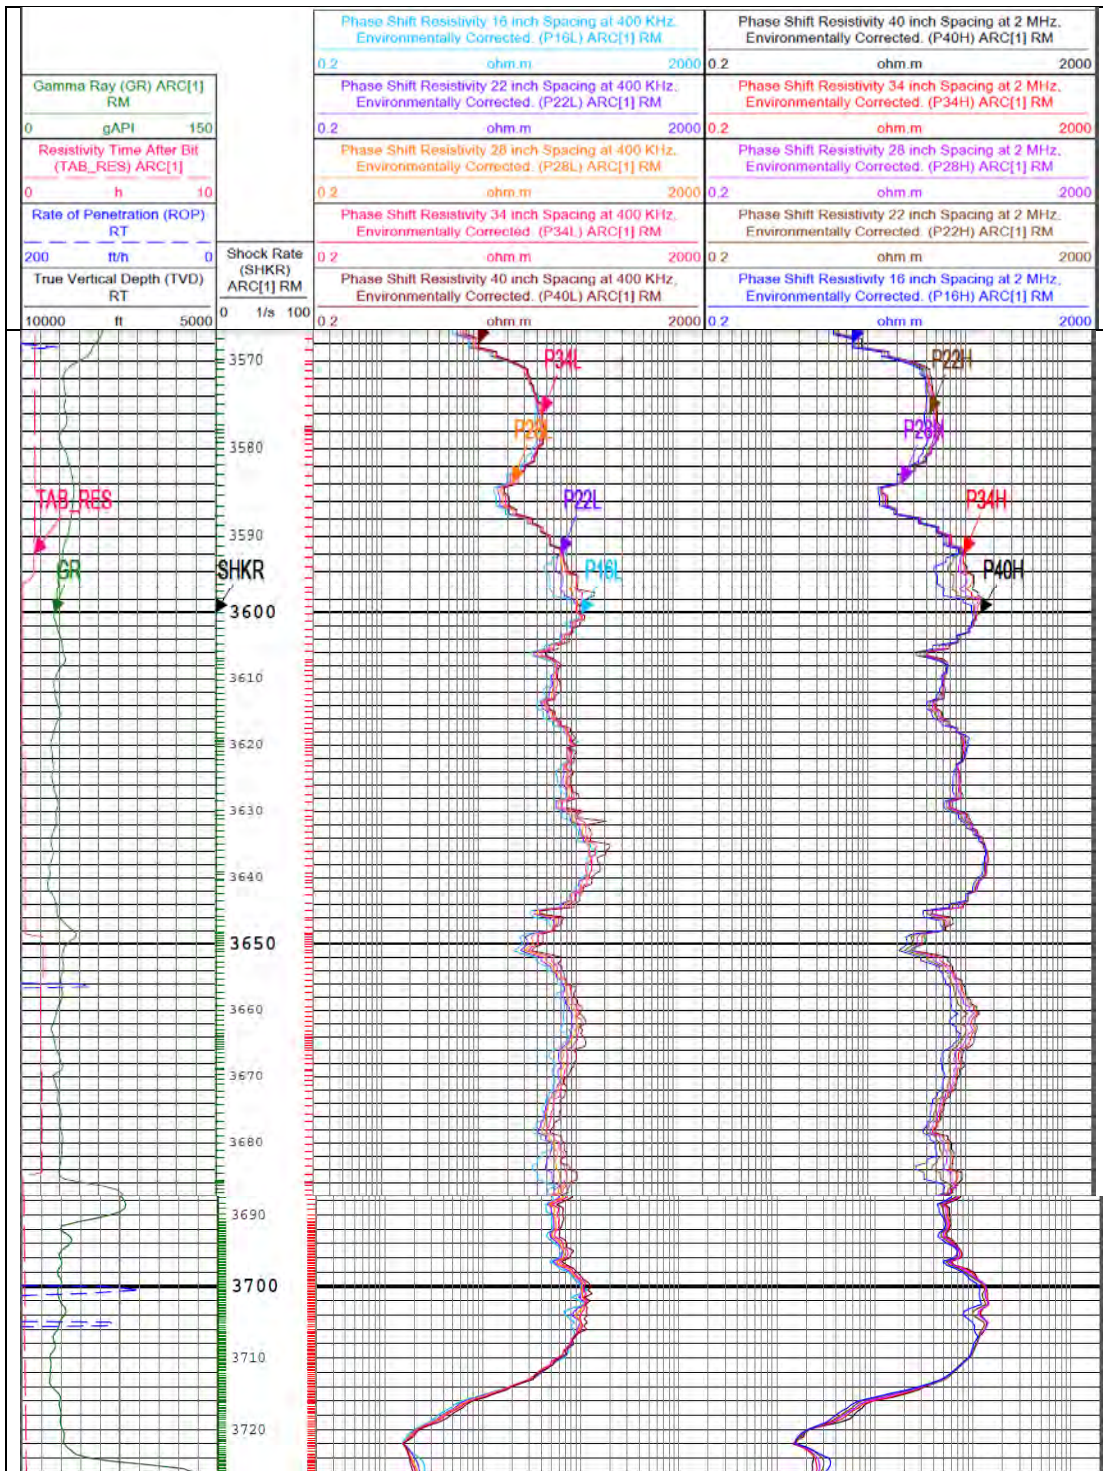 Phase Shift Resistivity 16 inch Spacing at 400 KHz,
Environmentally Corrected. (P16L) ARC[1] RM
0.2 ohm.m 2000
Phase Shift Resistivity 40 inch Spacing at 2 MHz,
Environmentally Corrected. (P40H) ARC[1] RM
0.2 ohm.m 2000
Gamma Ray (GR) ARC[1]
RM
0 gAPI 150
Phase Shift Resistivity 22 inch Spacing at 400 KHz,
Environmentally Corrected. (P22L) ARC[1] RM
0.2 ohm.m 2000
Phase Shift Resistivity 34 inch Spacing at 2 MHz,
Environmentally Corrected. (P34H) ARC[1] RM
0.2 ohm.m 2000
Resistivity Time After Bit
(TAB_RES) ARC[1]
0 h 10
Phase Shift Resistivity 28 inch Spacing at 400 KHz,
Environmentally Corrected. (P28L) ARC[1] RM
0.2 ohm.m 2000
Phase Shift Resistivity 28 inch Spacing at 2 MHz,
Environmentally Corrected. (P28H) ARC[1] RM
0.2 ohm.m 2000
Rate of Penetration (ROP)
RT
200 ft/h 0
Phase Shift Resistivity 34 inch Spacing at 400 KHz,
Environmentally Corrected. (P34L) ARC[1] RM
0.2 ohm.m 2000
Phase Shift Resistivity 22 inch Spacing at 2 MHz,
Environmentally Corrected. (P22H) ARC[1] RM
0.2 ohm.m 2000
True Vertical Depth (TVD)
RT
10000 ft 5000
Shock Rate
(SHKR)
ARC[1] RM
0 1/s 100
Phase Shift Resistivity 40 inch Spacing at 400 KHz,
Environmentally Corrected. (P40L) ARC[1] RM
0.2 ohm.m 2000
Phase Shift Resistivity 16 inch Spacing at 2 MHz,
Environmentally Corrected. (P16H) ARC[1] RM
0.2 ohm.m 2000
3570 P34L P22H
P28L P28H
3580
TAB_RES P22L P34H
3590
GR SHKR P16L P40H
3600
3610
3620
3630
3640
3650
3660
3670
3680
3690
3700
3710
3720